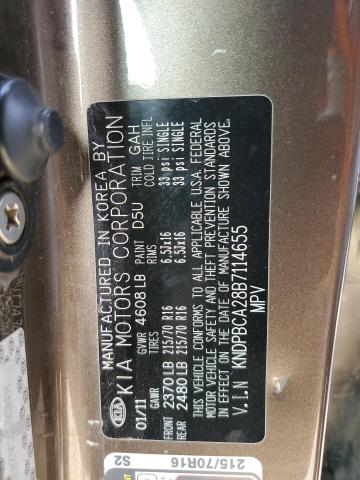 MANUFACTURED IN KOREA BY
KIA KIA MOTORS CORPORATION
01/11 GVWR 4608LB PAINT D5U TRIM GAH
GAWR TIRES RIMS COLD TIRE INFL
FRONT 2370LB 215/70 R16 6.5Jx16 33 psi SINGLE
REAR 2480LB 215/70 R16 6.5Jx16 33 psi SINGLE
THIS VEHICLE CONFORMS TO ALL APPLICABLE U.S.A. FEDERAL
MOTOR VEHICLE SAFETY AND THEFT PREVENTION STANDARDS
IN EFFECT ON THE DATE OF MANUFACTURE SHOWN ABOVE.
V.I.N KNDPBCA28B7114655
MPV
215/70R16 S2